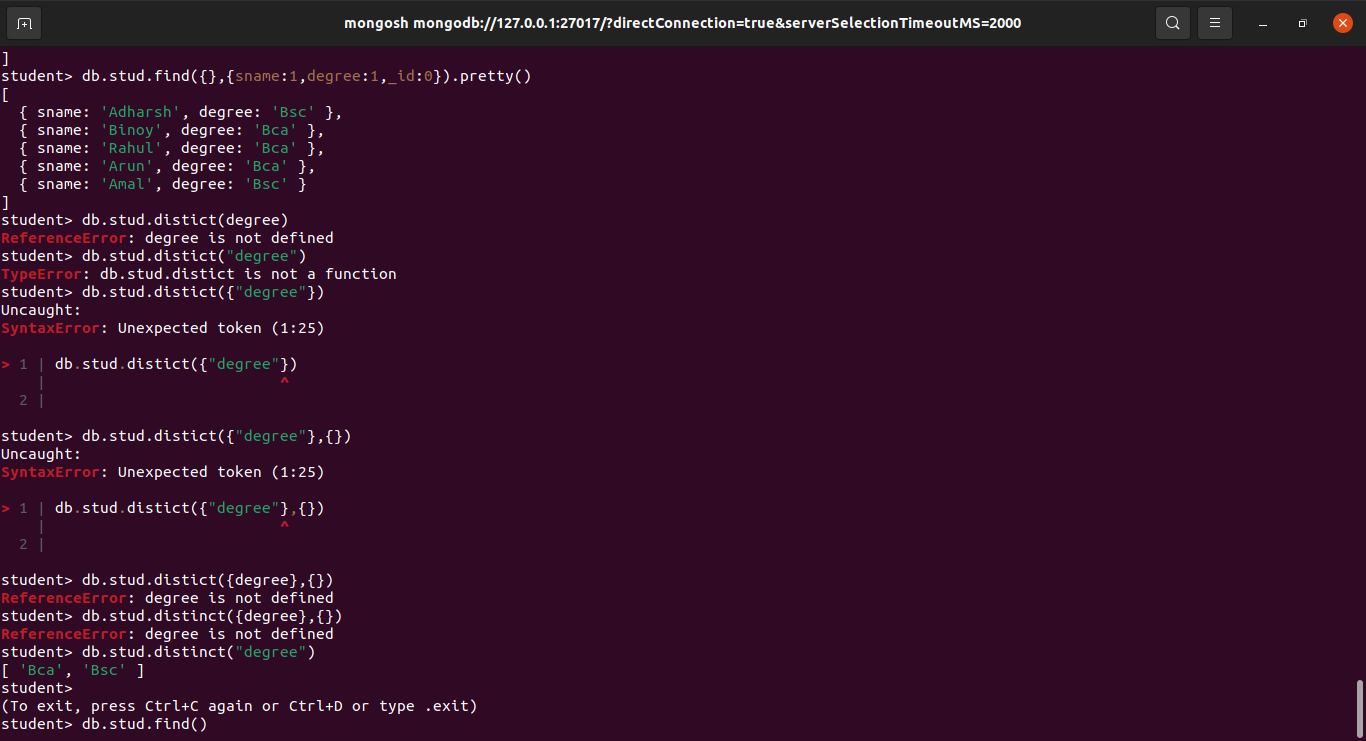 mongosh mongodb://127.0.0.1:27017/?directConnection=true&serverSelectionTimeoutMS=2000
]
student> db.stud.find({},{sname:1,degree:1,_id:0}).pretty()
[
  { sname: 'Adharsh', degree: 'Bsc' },
  { sname: 'Binoy', degree: 'Bca' },
  { sname: 'Rahul', degree: 'Bca' },
  { sname: 'Arun', degree: 'Bca' },
  { sname: 'Amal', degree: 'Bsc' }
]
student> db.stud.distict(degree)
ReferenceError: degree is not defined
student> db.stud.distict("degree")
TypeError: db.stud.distict is not a function
student> db.stud.distict({"degree"})
Uncaught:
SyntaxError: Unexpected token (1:25)
> 1 | db.stud.distict({"degree"})
    |                          ^
  2 |
student> db.stud.distict({"degree"},{})
Uncaught:
SyntaxError: Unexpected token (1:25)
> 1 | db.stud.distict({"degree"},{})
    |                          ^
  2 |
student> db.stud.distict({degree},{})
ReferenceError: degree is not defined
student> db.stud.distinct({degree},{})
ReferenceError: degree is not defined
student> db.stud.distinct("degree")
[ 'Bca', 'Bsc' ]
student>
(To exit, press Ctrl+C again or Ctrl+D or type .exit)
student> db.stud.find()